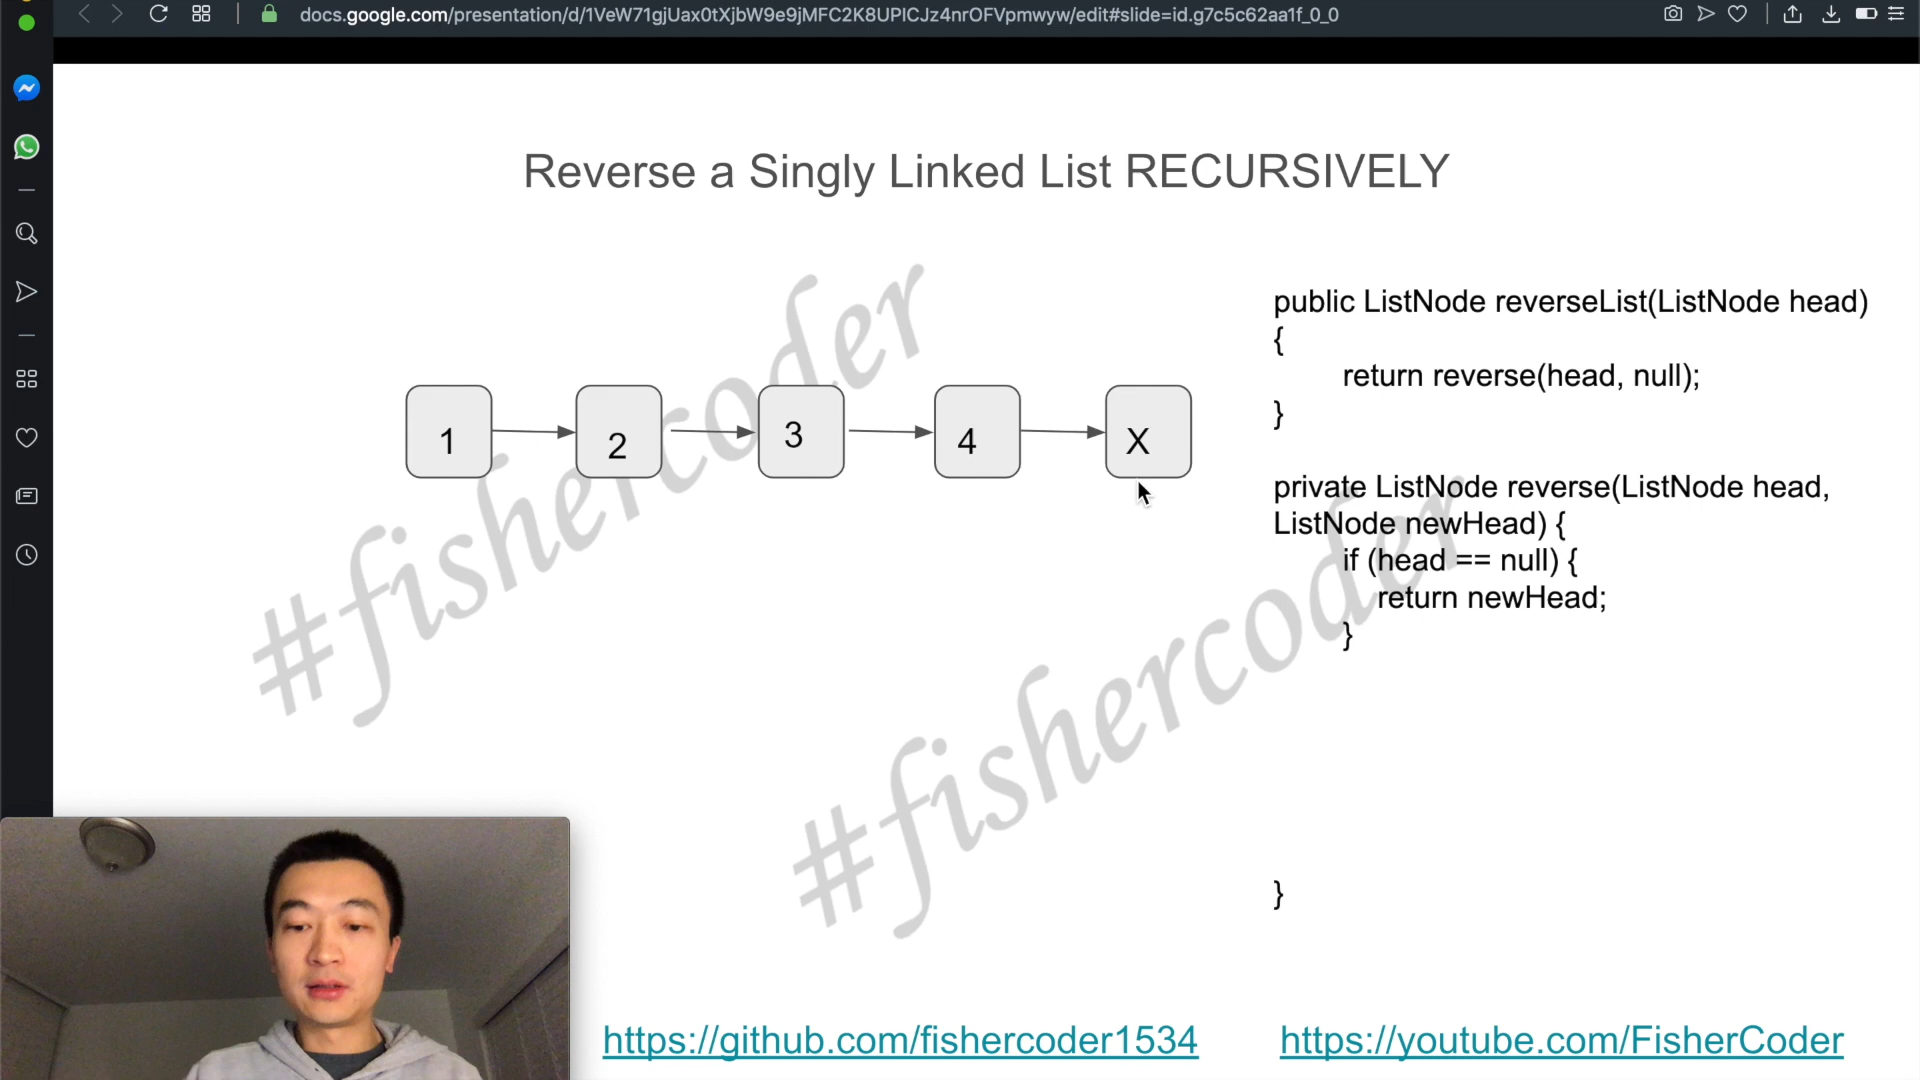 docs.google.com/presentation/d/1VeW71gjUax0tXjbW9e9jMFC2K8UPICJz4nrOFVpmwyw/edit#slide=id.g7c5c62aa1f_0_0
Reverse a Singly Linked List RECURSIVELY
1
2
3
4
X
public ListNode reverseList(ListNode head)
{
return reverse(head, null);
}
private ListNode reverse(ListNode head,
ListNode newHead) {
if (head == null) {
return newHead;
}
}
#fishercoder
#fishercoder
https://github.com/fishercoder1534
https://youtube.com/FisherCoder